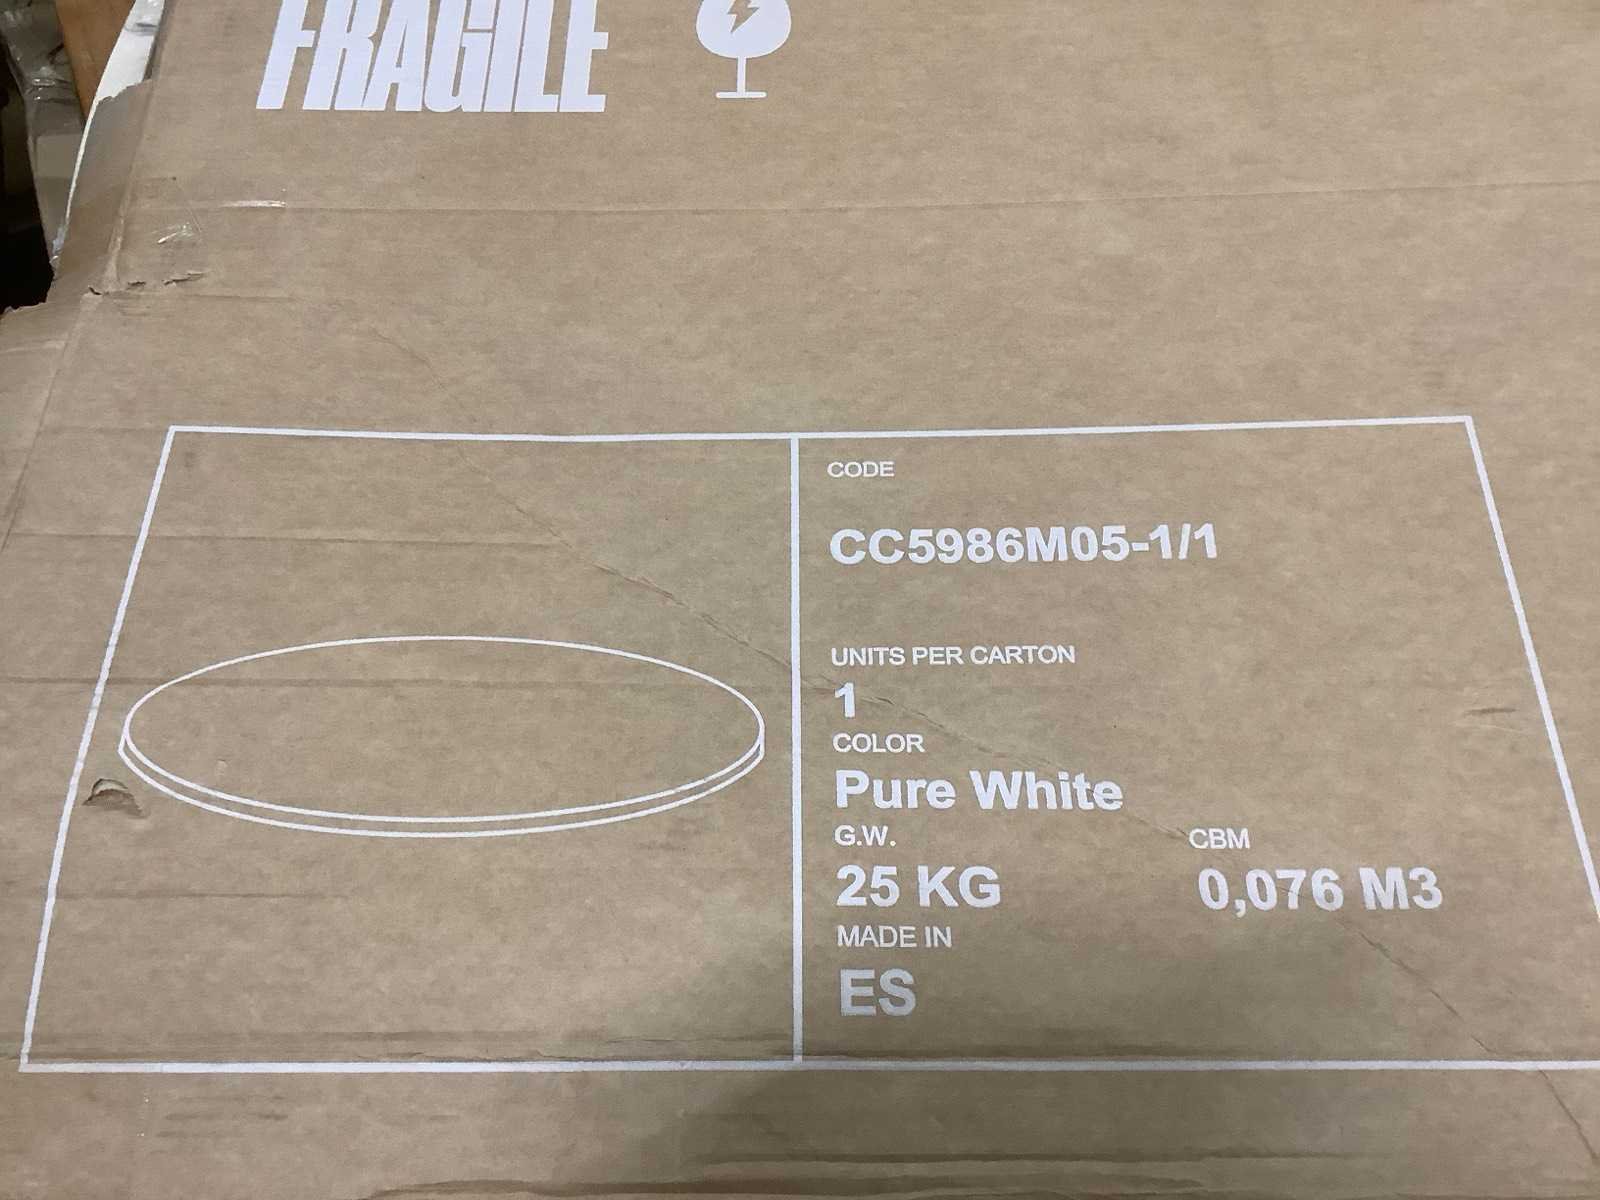 FRAGILE
CODE
CC5986M05-1/1
UNITS PER CARTON
1
COLOR
Pure White
G.W. CBM
25 KG 0,076 M3
MADE IN
ES